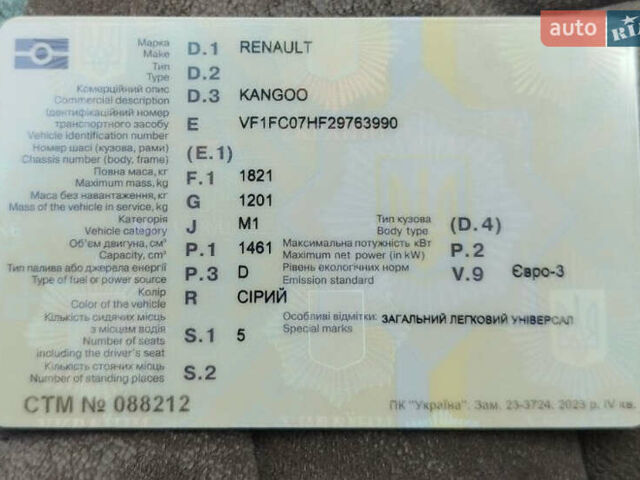 auto RIA
Марка D.1 RENAULT
Make
Тип D.2
Type
Комерційний опис D.3 KANGOO
Commercial description
Ідентифікаційний номер
транспортного засобу E VF1FC07HF29763990
Vehicle identification number
Номер шасі (кузова, рами) (E.1)
Chassis number (body, frame)
Повна маса, кг F.1 1821
Maximum mass, kg
Маса без навантаження, кг G 1201
Mass of the vehicle in service, kg
Категорія J M1 Тип кузова (D.4)
Vehicle category Body type
Об'єм двигуна, см³ P.1 1461 Максимальна потужність кВт P.2
Capacity, cm³ Maximum net power (in kW)
Тип палива або джерела енергії P.3 D Рівень екологічних норм V.9 Євро-3
Type of fuel or power source Emission standard
Колір R СІРИЙ
Color of the vehicle
Кількість сидячих місць Особливі відмітки: ЗАГАЛЬНИЙ ЛЕГКОВИЙ УНІВЕРСАЛ
з місцем водія S.1 5 Special marks
Number of seats
including the driver's seat
Кількість стоячих місць S.2
Number of standing places
СТМ № 088212
ПК "Україна". Зам. 23-3724. 2023 р. IV кв.